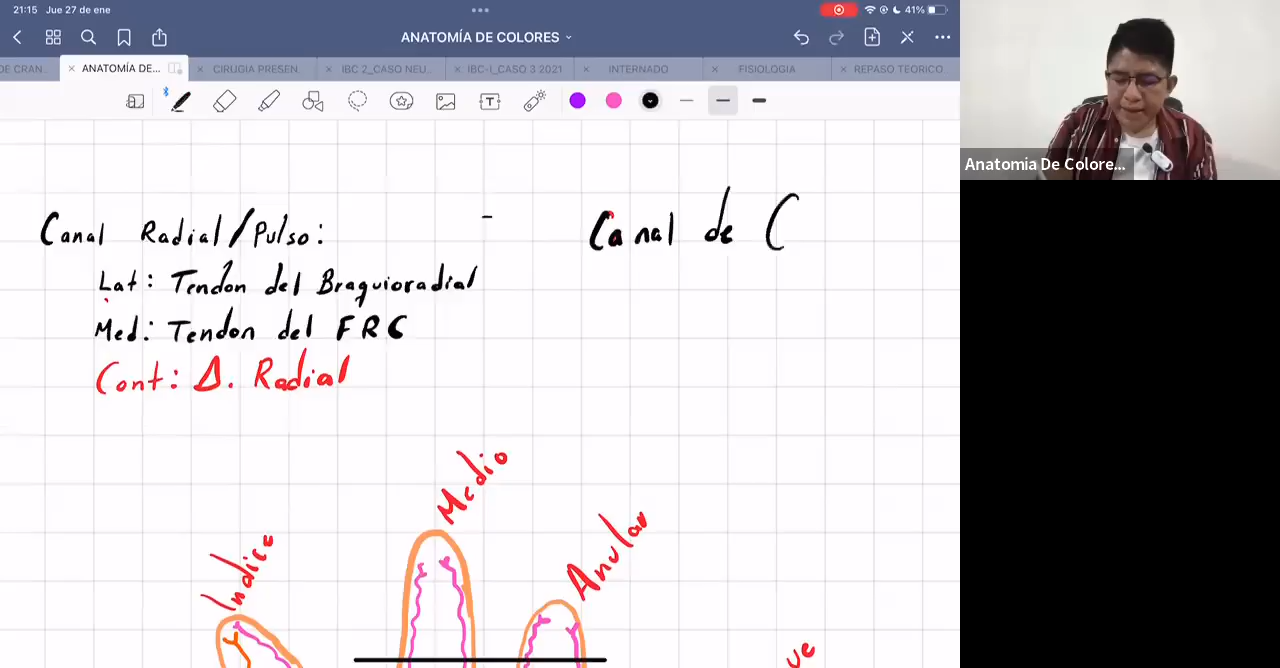 21:15 Jue 27 de ene
41%
ANATOMÍA DE COLORES
DE CRAN...
ANATOMÍA DE...
CIRUGIA PRESEN...
IBC 2_CASO NEU...
IBC-I_CASO 3 2021
INTERNADO
FISIOLOGIA
REPASO TEORICO...
Anatomia De Colore...
Canal Radial/Pulso:
Canal de C
Lat: Tendón del Braquioradial
Med: Tendon del FRC
Cont: A. Radial
Medio
Anular
Indice